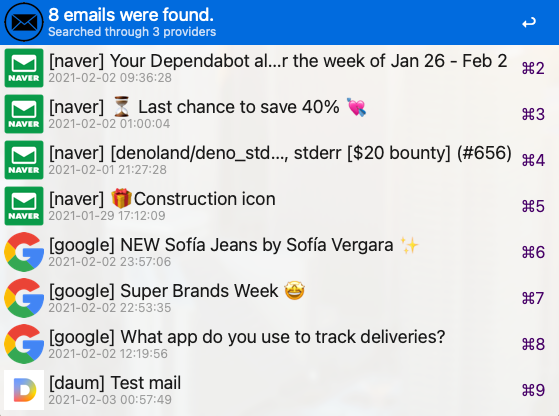 8 emails were found.
Searched through 3 providers
↩
NAVER
[naver] Your Dependabot al...r the week of Jan 26 - Feb 2
2021-02-02 09:36:28
⌘2
NAVER
[naver] ⏳ Last chance to save 40% 💘
2021-02-02 01:00:04
⌘3
NAVER
[naver] [denoland/deno_std..., stderr [$20 bounty] (#656)
2021-02-01 21:27:28
⌘4
NAVER
[naver] 🎁Construction icon
2021-01-29 17:12:09
⌘5
[google] NEW Sofía Jeans by Sofía Vergara ✨
2021-02-02 23:57:06
⌘6
[google] Super Brands Week 🤩
2021-02-02 22:53:35
⌘7
[google] What app do you use to track deliveries?
2021-02-02 12:19:56
⌘8
[daum] Test mail
2021-02-03 00:57:49
⌘9